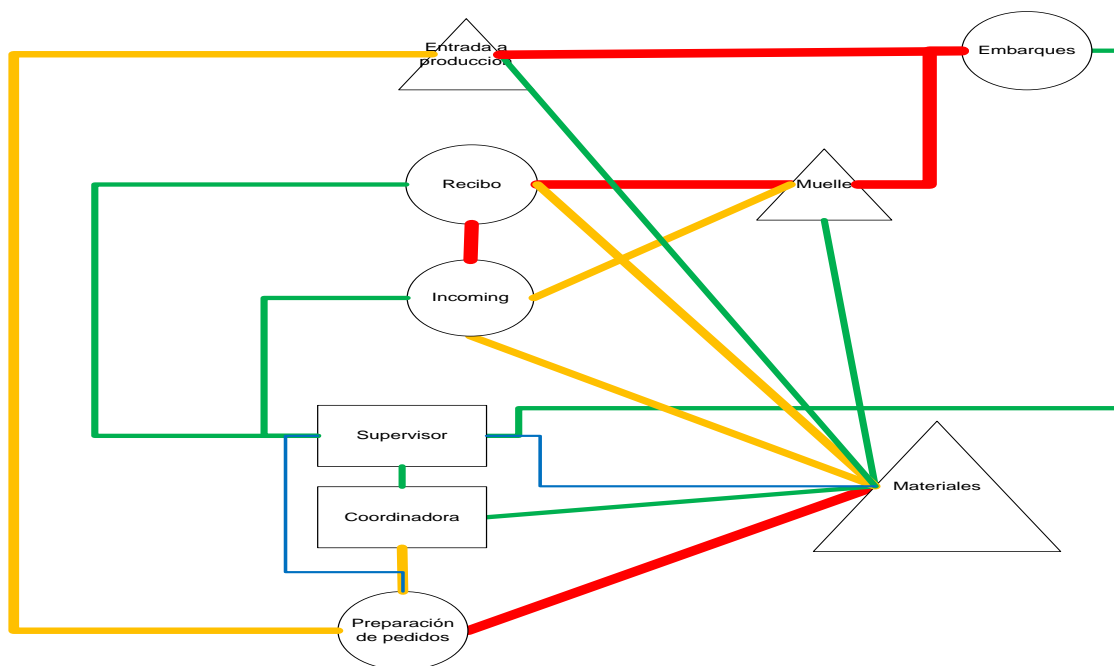 Entrada a
producción
Embarques
Recibo
Muelle
Incoming
Supervisor
Materiales
Coordinadora
Preparación
de pedidos